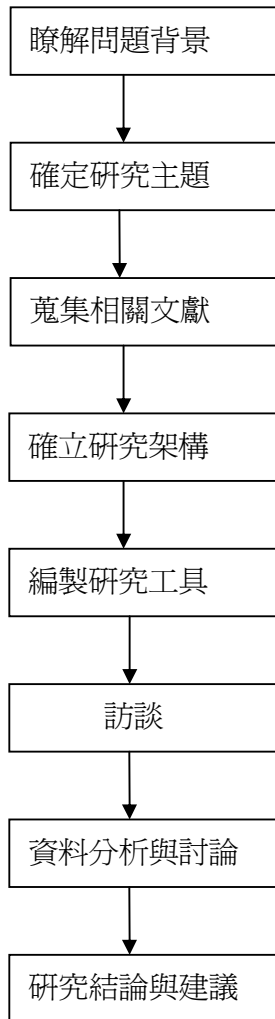 瞭解問題背景
確定研究主題
蒐集相關文獻
確立研究架構
編製研究工具
訪談
資料分析與討論
研究結論與建議